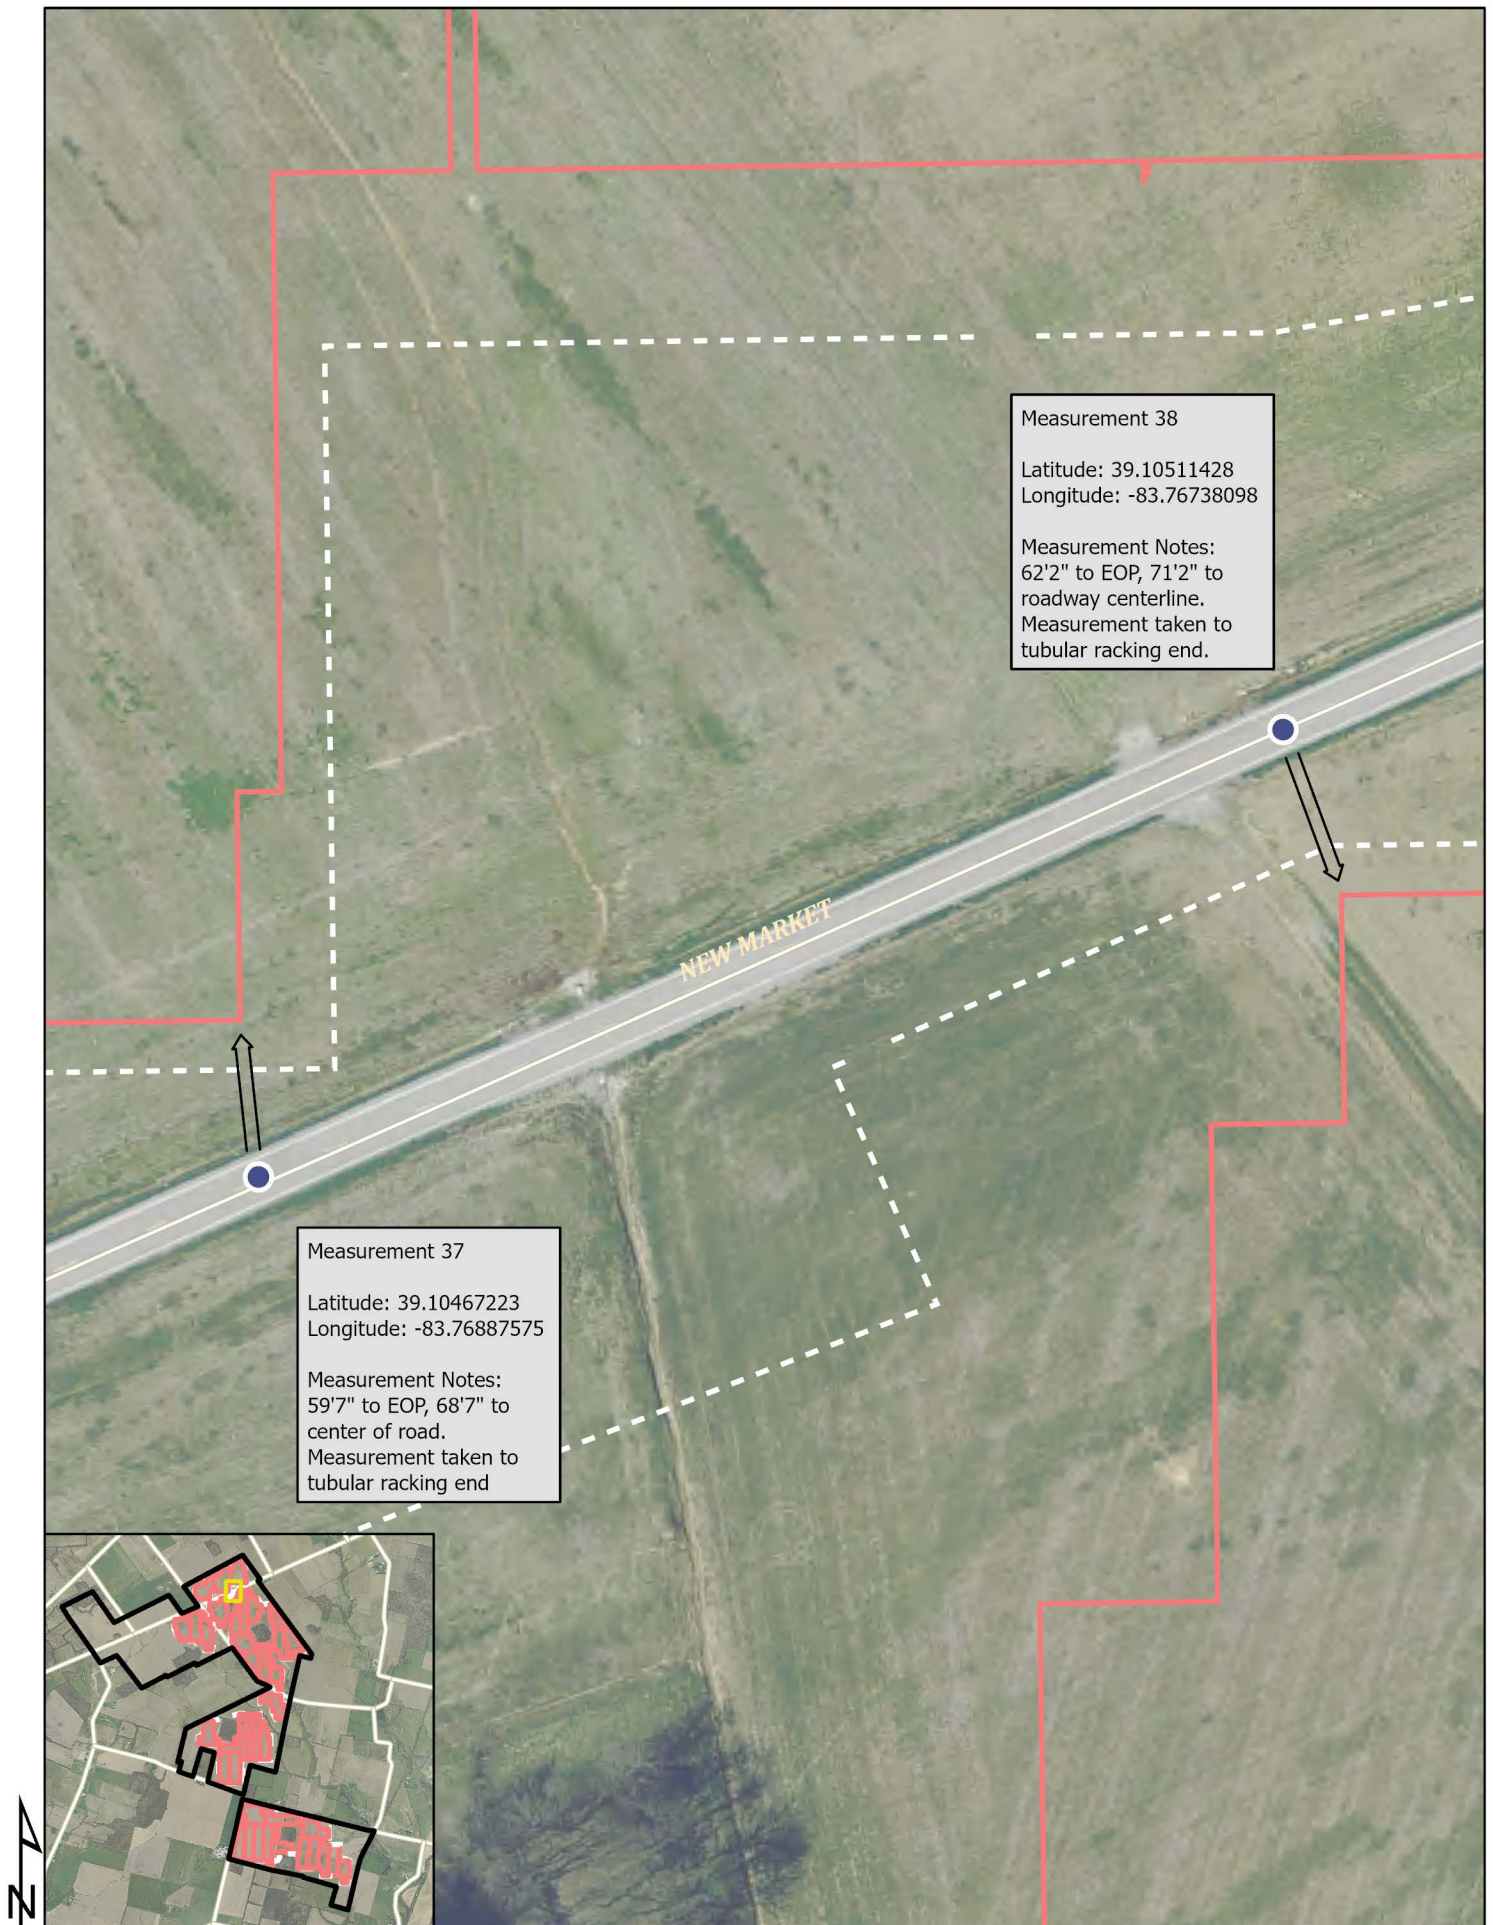 Measurement 38
Latitude: 39.10511428
Longitude: -83.76738098
Measurement Notes:
62'2" to EOP, 71'2" to
roadway centerline.
Measurement taken to
tubular racking end.
NEW MARKET
Measurement 37
Latitude: 39.10467223
Longitude: -83.76887575
Measurement Notes:
59'7" to EOP, 68'7" to
center of road.
Measurement taken to
tubular racking end
N